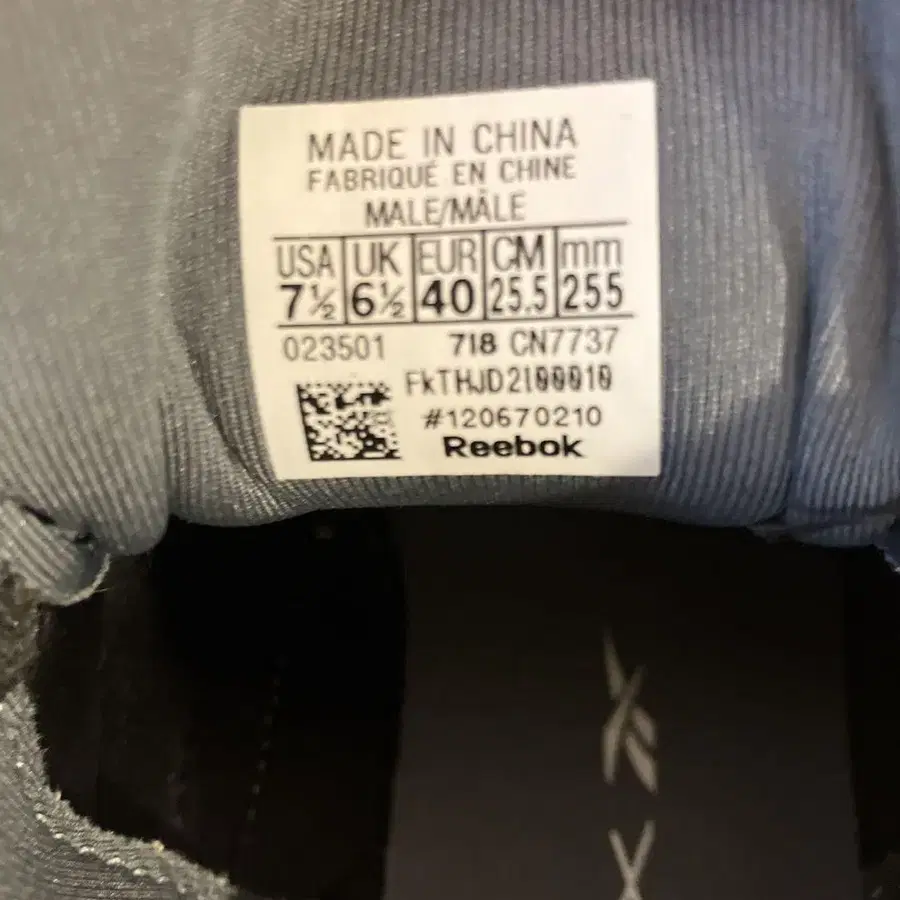 MADE IN CHINA
FABRIQUÉ EN CHINE
MALE/MÂLE
USA UK EUR CM mm
7½ 6½ 40 25.5 255
023501 718 CN7737
FKTHJD2100010
#120670210
Reebok
X